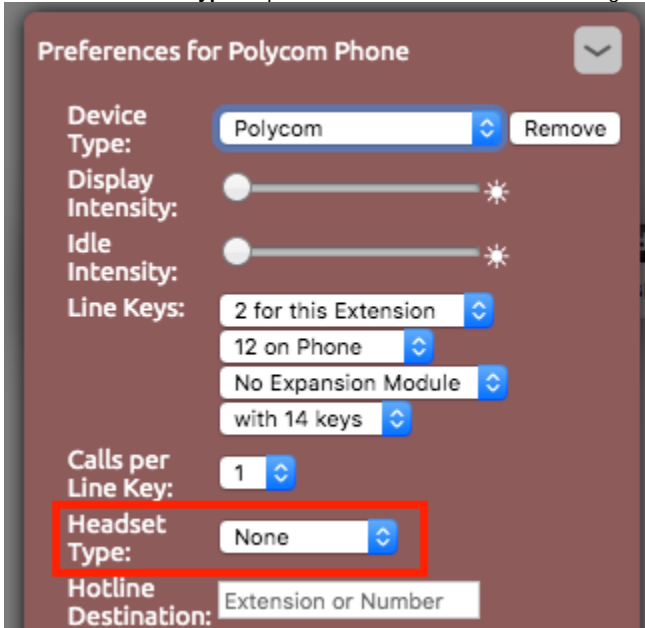 Preferences for Polycom Phone
Device
Type:
Polycom
Remove
Display
Intensity:
Idle
Intensity:
Line Keys:
2 for this Extension
12 on Phone
No Expansion Module
with 14 keys
Calls per
Line Key:
1
Headset
Type:
None
Hotline
Destination:
Extension or Number